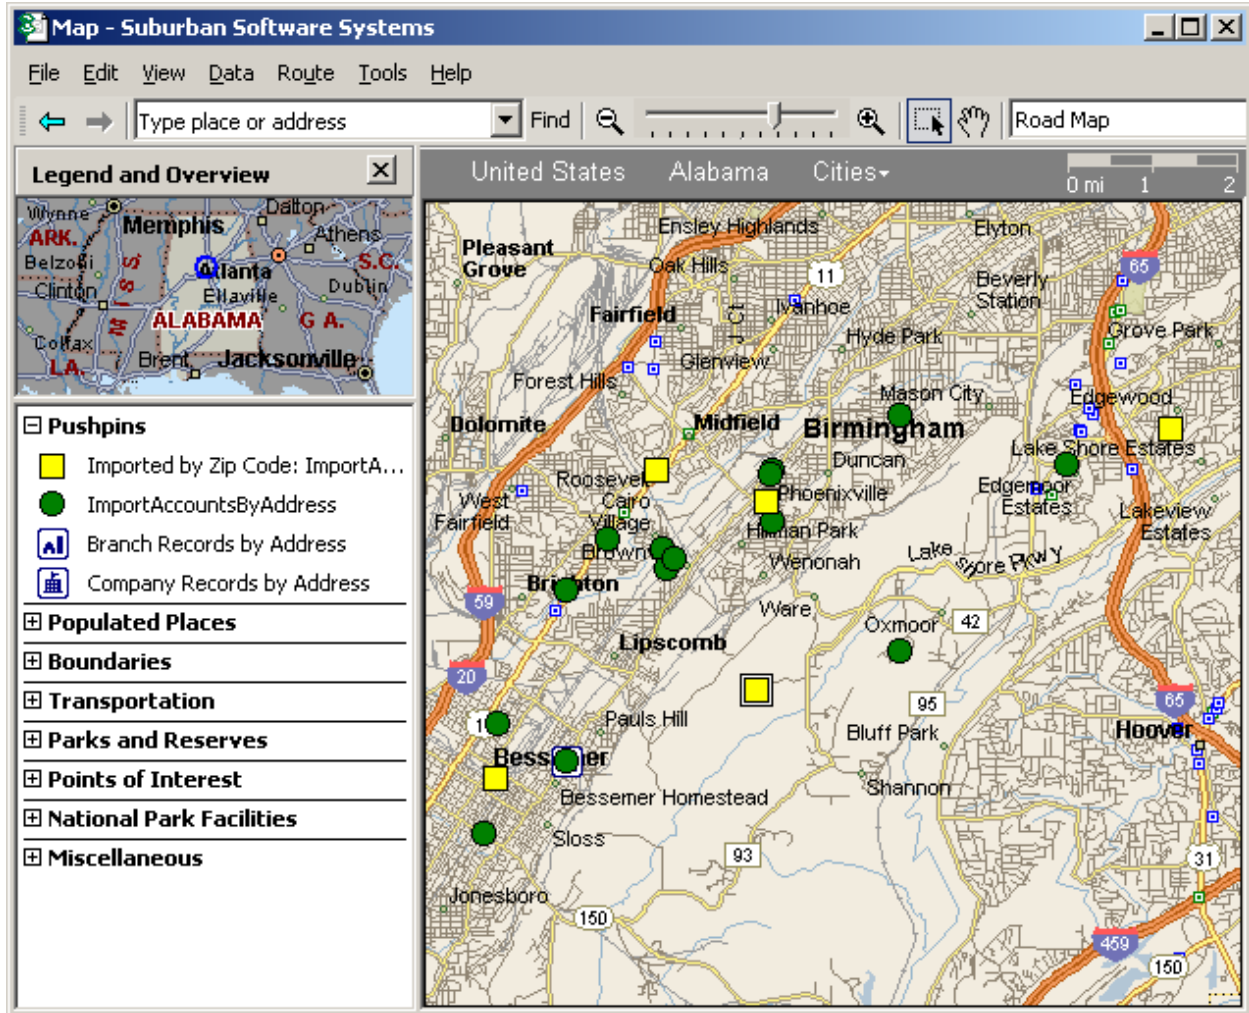 Map - Suburban Software Systems
File Edit View Data Route Tools Help
Type place or address Find Road Map
Legend and Overview
United States Alabama Cities
0 mi 1 2
Wynne Memphis Dalton
ARK. Athens
Belzoni MISS. Atlanta S.C.
Clinton Ellaville Dublin
ALABAMA G A.
Colfax Brent Jacksonville
LA.
Pushpins
Imported by Zip Code: ImportA...
ImportAccountsByAddress
Branch Records by Address
Company Records by Address
Populated Places
Boundaries
Transportation
Parks and Reserves
Points of Interest
National Park Facilities
Miscellaneous
Ensley Highlands Elyton
Pleasant
Grove
Oak Hills 11 65
Beverly
Station
Fairfield Ivanhoe
Hyde Park Grove Park
Glenview
Forest Hills Mason City Edgewood
Dolomite Midfield Birmingham
Lake Shore Estates
Duncan
Roosevel
West
Fairfield
Cairo
Village
Phoenixville
Edgemoor
Estates
Lakeview
Estates
Hillman Park
Brownv
Wenonah
Lake Shore Pkwy
59 Brighton
Ware Oxmoor 42
Lipscomb
20 95 65
Pauls Hill Bluff Park Hoover
Bessemer
Bessemer Homestead Shannon
Sloss 93 31
Jonesboro
150 459 150